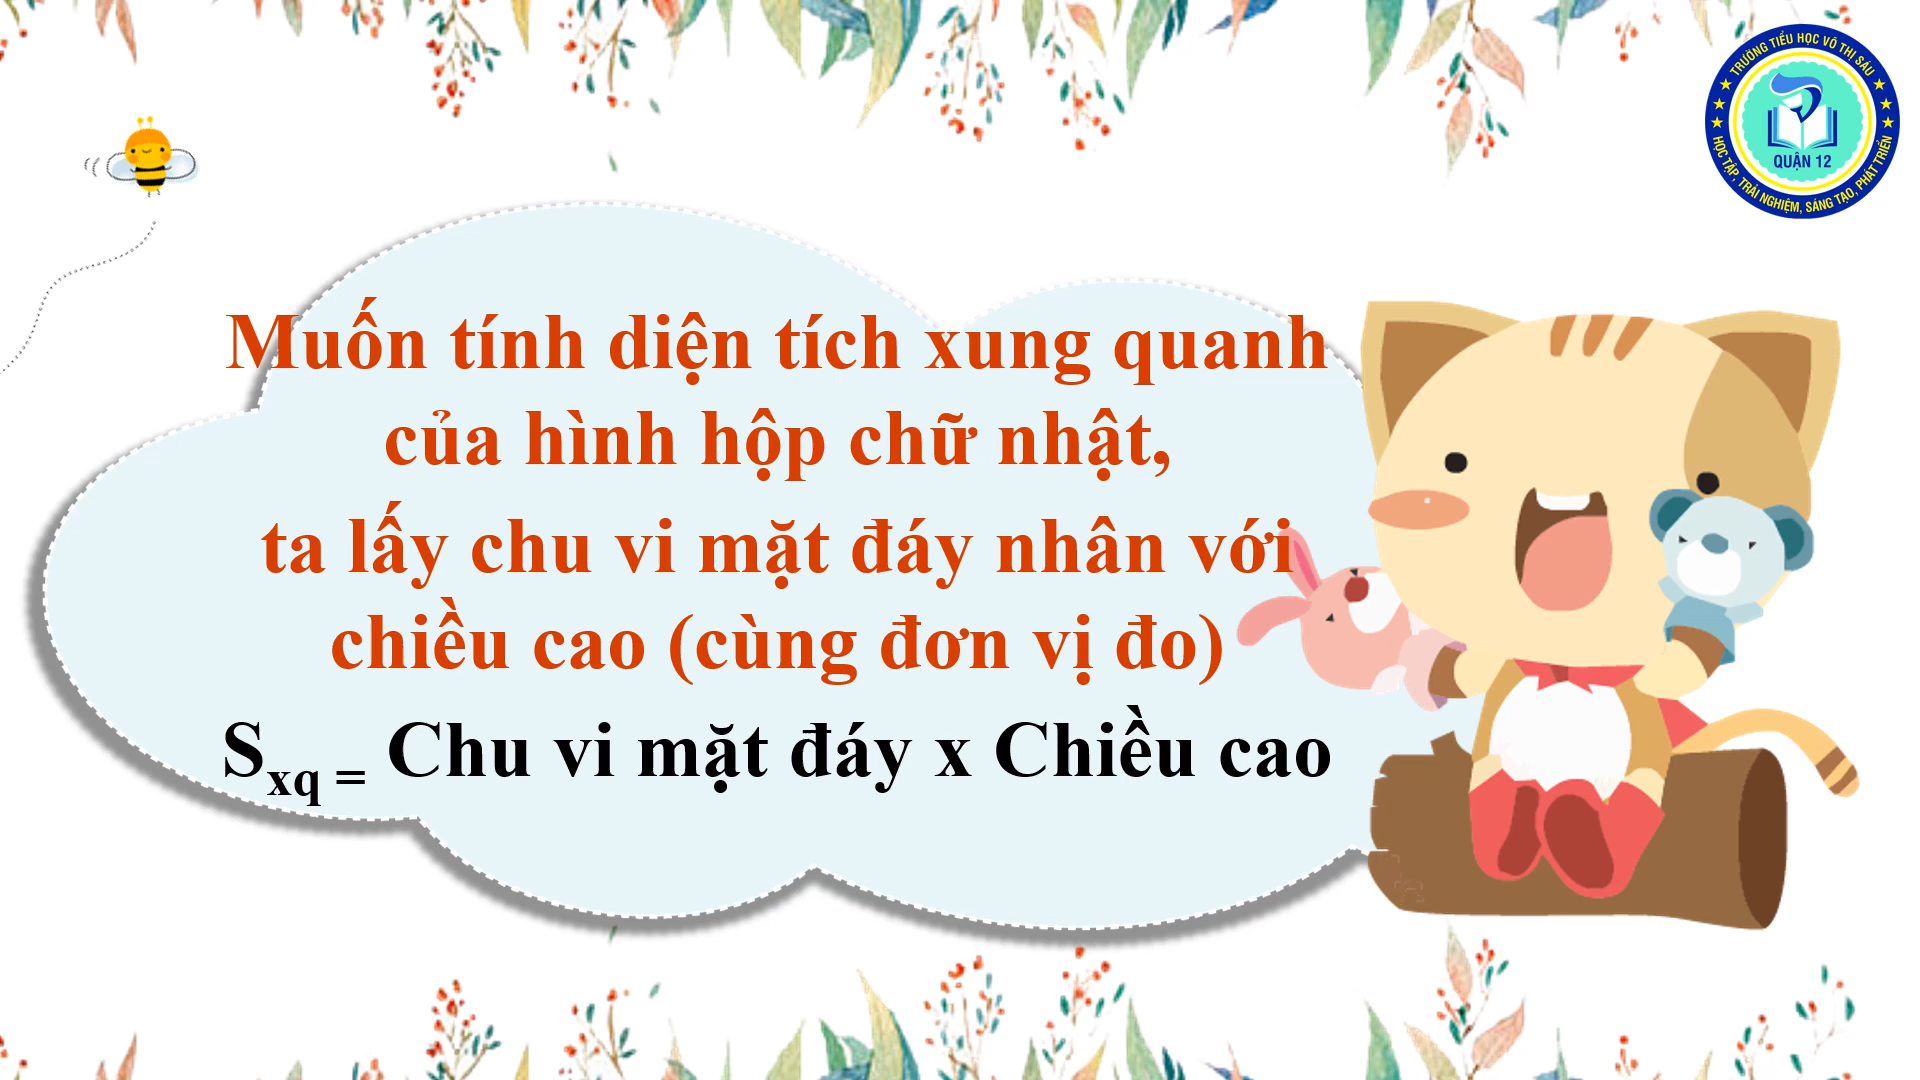 TRƯỜNG TIỂU HỌC VÕ THỊ SÁU
QUẬN 12
HỌC TẬP, TRẢI NGHIỆM, SÁNG TẠO, PHÁT TRIỂN
Muốn tính diện tích xung quanh
của hình hộp chữ nhật,
ta lấy chu vi mặt đáy nhân với
chiều cao (cùng đơn vị đo)
Sxq = Chu vi mặt đáy x Chiều cao